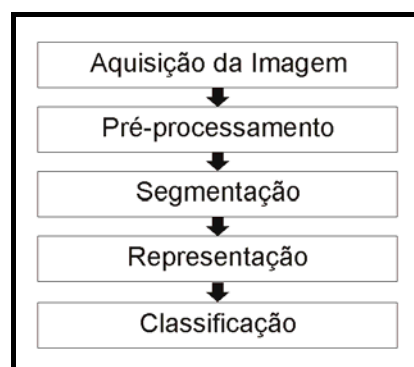 Aquisição da Imagem
Pré-processamento
Segmentação
Representação
Classificação